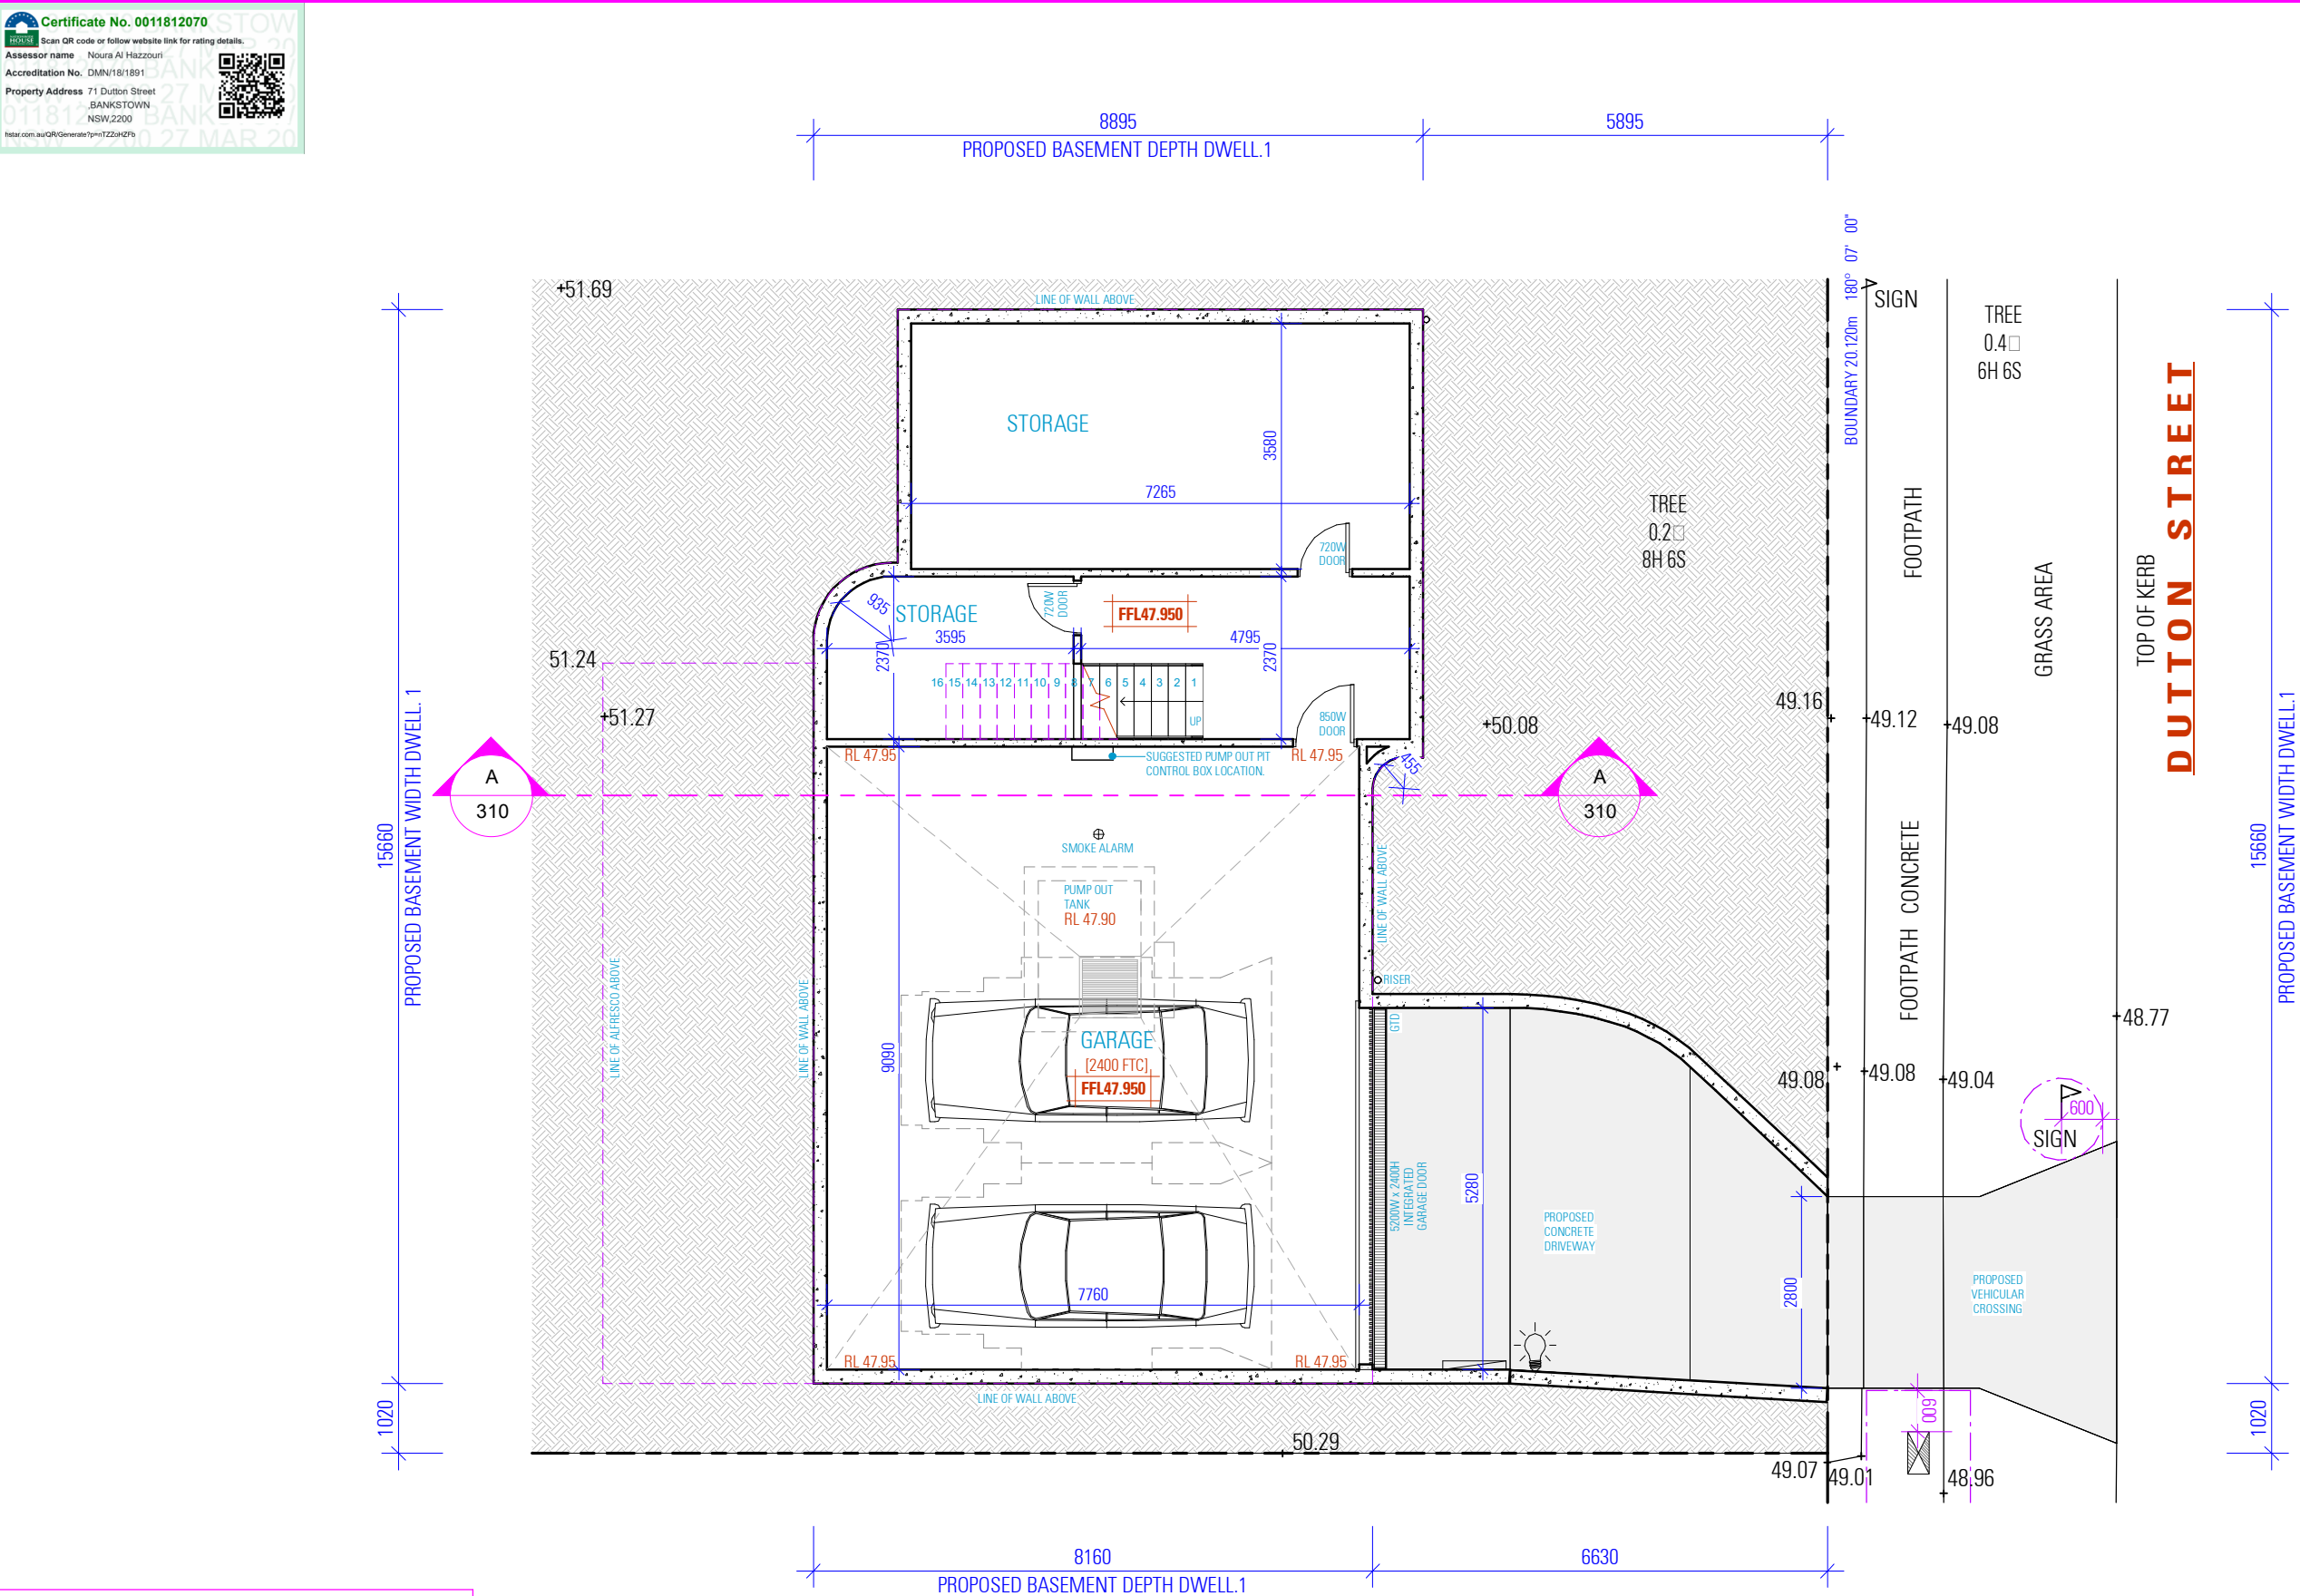 Certificate No. 0011812070
Scan QR code or follow website link for rating details.
Assessor name Noura Al Hazzouri
Accreditation No. DMN/18/1891
Property Address 71 Dutton Street
,BANKSTOWN
NSW,2200
hstar.com.au/QR/Generate?p=nTZZoHZFb
8895
PROPOSED BASEMENT DEPTH DWELL.1
5895
BOUNDARY 20.120m 180° 07' 00"
+51.69
LINE OF WALL ABOVE
SIGN
TREE
0.4
6H 6S
DUTTON STREET
STORAGE
3580
7265
TREE
0.2
8H 6S
720W
DOOR
FOOTPATH
GRASS AREA
TOP OF KERB
935
STORAGE
720W
DOOR
FFL47.950
3595
4795
2370
2370
51.24
16 15 14 13 12 11 10 9 8 7 6 5 4 3 2 1
UP
850W
DOOR
+51.27
+50.08
49.16
+49.12
+49.08
RL 47.95
SUGGESTED PUMP OUT PIT
CONTROL BOX LOCATION.
RL 47.95
455
A
310
A
310
15660
PROPOSED BASEMENT WIDTH DWELL. 1
15660
PROPOSED BASEMENT WIDTH DWELL.1
SMOKE ALARM
PUMP OUT
TANK
RL 47.90
LINE OF WALL ABOVE
FOOTPATH CONCRETE
RISER
LINE OF ALFRESCO ABOVE
LINE OF WALL ABOVE
GTD
+48.77
9090
GARAGE
[2400 FTC]
FFL47.950
49.08
+49.08
+49.04
600
SIGN
5200W x 2400H
INTEGRATED
GARAGE DOOR
5280
PROPOSED
CONCRETE
DRIVEWAY
2800
PROPOSED
VEHICULAR
CROSSING
7760
RL 47.95
RL 47.95
LINE OF WALL ABOVE
1020
1020
600
50.29
49.07
49.01
48.96
8160
PROPOSED BASEMENT DEPTH DWELL.1
6630